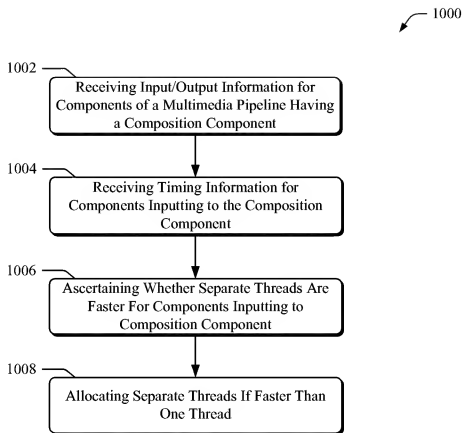 1000
1002
Receiving Input/Output Information for
Components of a Multimedia Pipeline Having
a Composition Component
1004
Receiving Timing Information for
Components Inputting to the Composition
Component
1006
Ascertaining Whether Separate Threads Are
Faster For Components Inputting to
Composition Component
1008
Allocating Separate Threads If Faster Than
One Thread